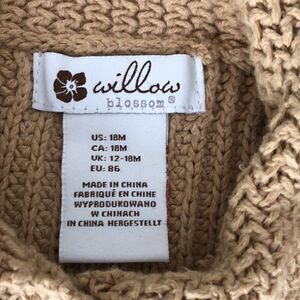 willow
blossom®
US: 18M
CA: 18M
UK: 12-18M
EU: 86
MADE IN CHINA
FABRIQUÉ EN CHINE
WYPRODUKOWANO
W CHINACH
IN CHINA HERGESTELLT